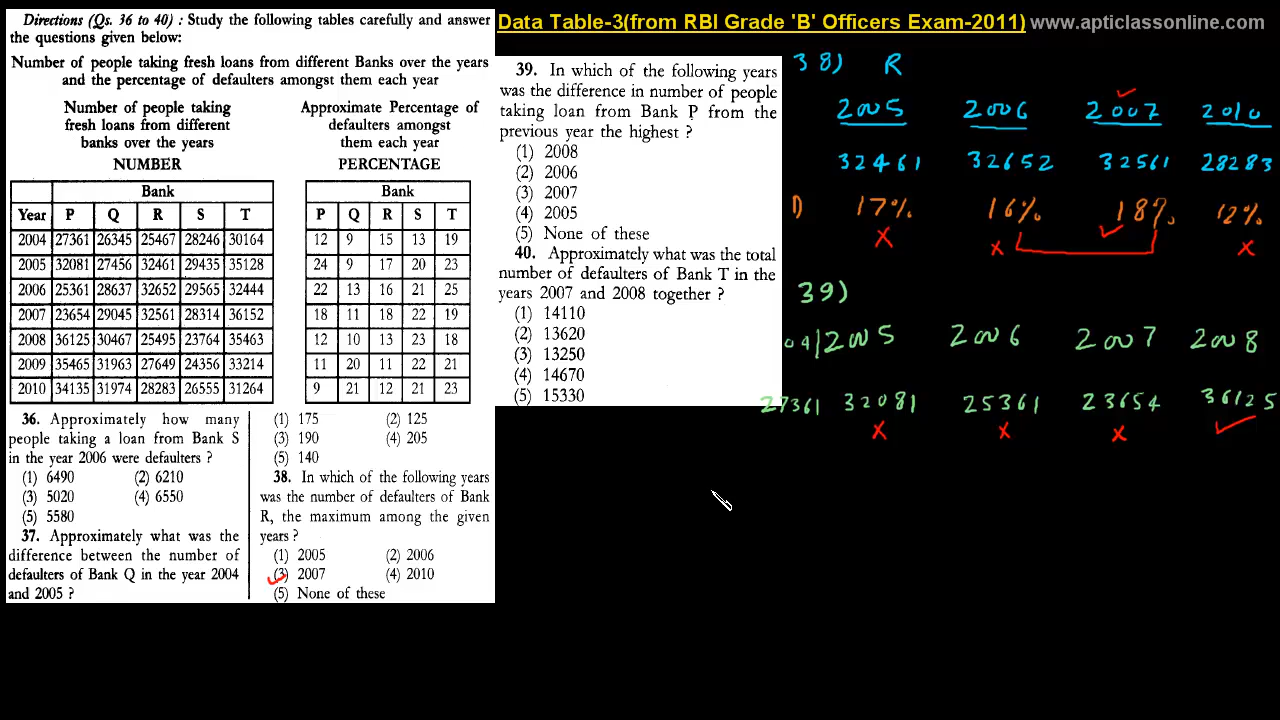 Directions (Qs. 36 to 40) : Study the following tables carefully and answer
the questions given below:
Number of people taking fresh loans from different Banks over the years
and the percentage of defaulters amongst them each year
Number of people taking
fresh loans from different
banks over the years
NUMBER
Bank
Year P Q R S T
2004 27361 26345 25467 28246 30164
2005 32081 27456 32461 29435 35128
2006 25361 28637 32652 29565 32444
2007 23654 29045 32561 28314 36152
2008 36125 30467 25495 23764 35463
2009 35465 31963 27649 24356 33214
2010 34135 31974 28283 26555 31264
Approximate Percentage of
defaulters amongst
them each year
PERCENTAGE
Bank
P Q R S T
12 9 15 13 19
24 9 17 20 23
22 13 16 21 25
18 11 18 22 19
12 10 13 23 18
11 20 11 22 21
9 21 12 21 23
36. Approximately how many
people taking a loan from Bank S
in the year 2006 were defaulters ?
(1) 6490 (2) 6210
(3) 5020 (4) 6550
(5) 5580
37. Approximately what was the
difference between the number of
defaulters of Bank Q in the year 2004
and 2005 ?
(1) 175 (2) 125
(3) 190 (4) 205
(5) 140
38. In which of the following years
was the number of defaulters of Bank
R, the maximum among the given
years ?
(1) 2005 (2) 2006
(3) 2007 (4) 2010
(5) None of these
Data Table-3(from RBI Grade 'B' Officers Exam-2011) www.apticlassonline.com
39. In which of the following years
was the difference in number of people
taking loan from Bank P from the
previous year the highest ?
(1) 2008
(2) 2006
(3) 2007
(4) 2005
(5) None of these
40. Approximately what was the total
number of defaulters of Bank T in the
years 2007 and 2008 together ?
(1) 14110
(2) 13620
(3) 13250
(4) 14670
(5) 15330
38) R
2005 2006 2007 2010
32461 32652 32561 28283
17% 16% 18% 12%
39)
04 | 2005 2006 2007 2008
27361 32081 25361 23654 36125